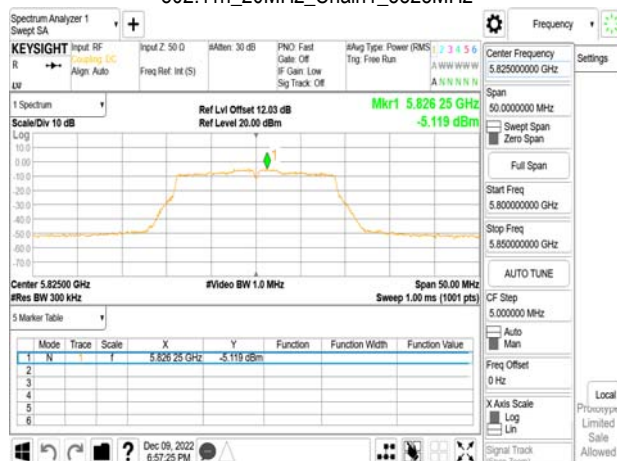 Spectrum Analyzer 1
Swept SA
Frequency
KEYSIGHT
R
Input: RF
Coupling: DC
Align: Auto
Input Z: 50 Ω
Freq Ref: Int (S)
#Atten: 30 dB
PNO: Fast
Gate: Off
IF Gain: Low
Sig Track: Off
#Avg Type: Power (RMS
Trig: Free Run
1 2 3 4 5 6
A W W W W W
A N N N N N
Center Frequency
5.825000000 GHz
Settings
Span
50.0000000 MHz
Swept Span
Zero Span
Full Span
Start Freq
5.800000000 GHz
Stop Freq
5.850000000 GHz
AUTO TUNE
CF Step
5.000000 MHz
Auto
Man
Freq Offset
0 Hz
X Axis Scale
Log
Lin
Signal Track
Local
Prototype
Limited
Sale
Allowed
1 Spectrum
Scale/Div 10 dB
Ref Lvl Offset 12.03 dB
Ref Level 20.00 dBm
Mkr1 5.826 25 GHz
-5.119 dBm
Log
10.0
0.00
-10.0
-20.0
-30.0
-40.0
-50.0
-60.0
-70.0
1
Center 5.82500 GHz
#Res BW 300 kHz
#Video BW 1.0 MHz
Span 50.00 MHz
Sweep 1.00 ms (1001 pts)
5 Marker Table
Mode Trace Scale X Y Function Function Width Function Value
1 N 1 f 5.826 25 GHz -5.119 dBm
2
3
4
5
6
?
Dec 09, 2022
6:57:25 PM